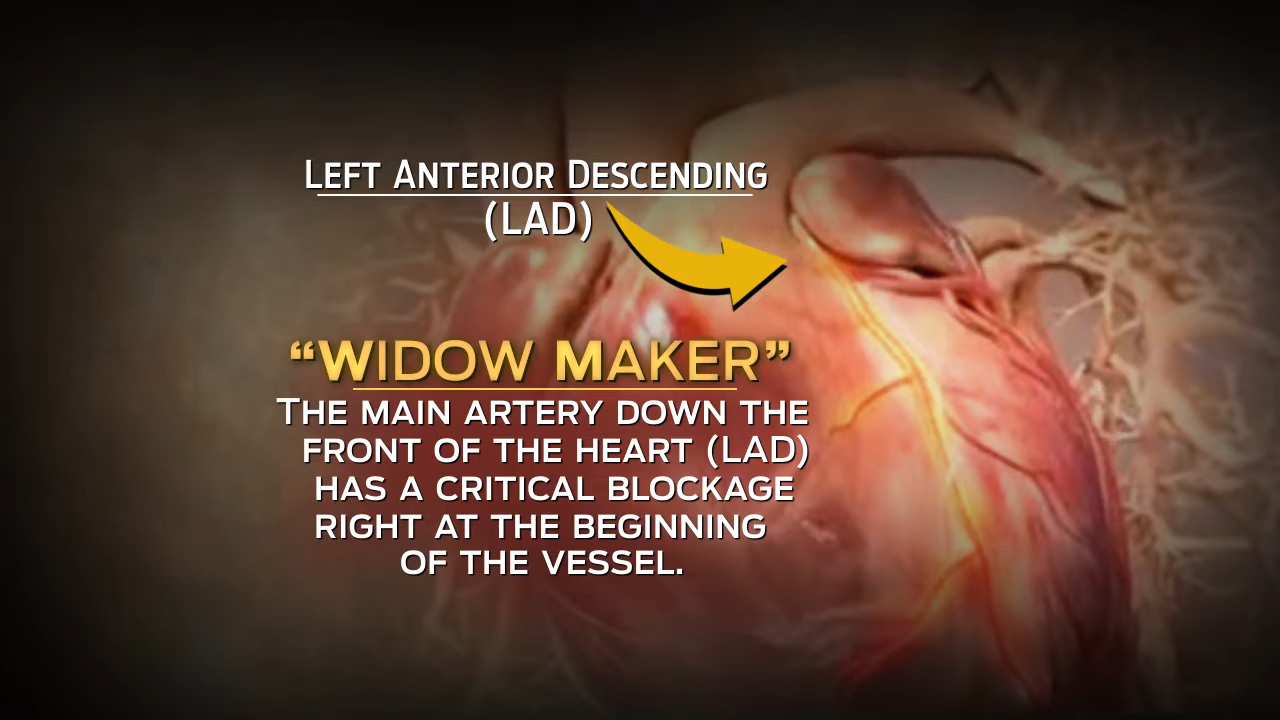 LEFT ANTERIOR DESCENDING
(LAD)
“WIDOW MAKER”
THE MAIN ARTERY DOWN THE
FRONT OF THE HEART (LAD)
HAS A CRITICAL BLOCKAGE
RIGHT AT THE BEGINNING
OF THE VESSEL.